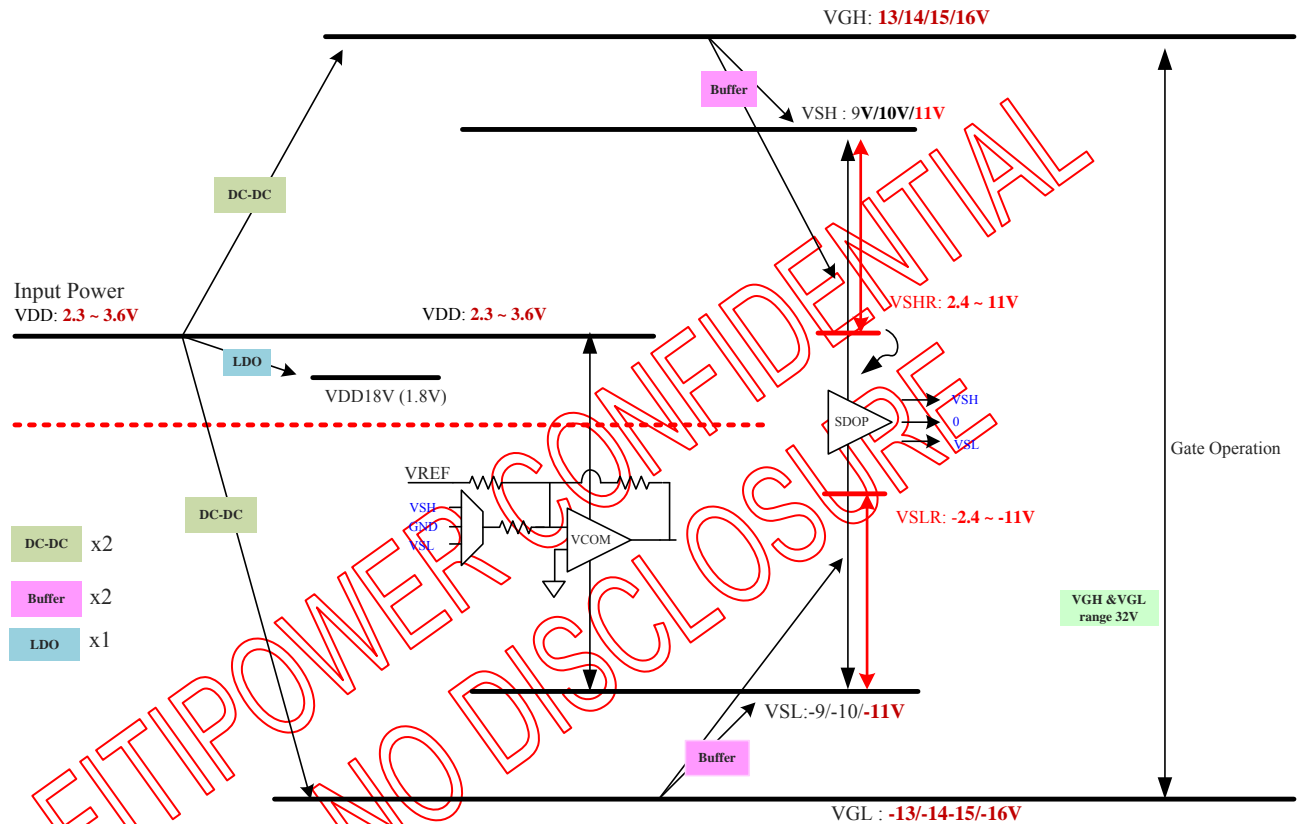 VGH: 13/14/15/16V
Buffer
VSH : 9V/10V/11V
DC-DC
Input Power
VDD: 2.3 ~ 3.6V
VDD: 2.3 ~ 3.6V
VSHR: 2.4 ~ 11V
LDO
VDD18V (1.8V)
SDOP
VSH
0
VSL
Gate Operation
VREF
VSH
GND
VSL
VCOM
DC-DC
VSLR: -2.4 ~ -11V
DC-DC x2
Buffer x2
LDO x1
VGH &VGL
range 32V
VSL:-9/-10/-11V
Buffer
VGL : -13/-14-15/-16V
FITIPOWER CONFIDENTIAL
NO DISCLOSURE